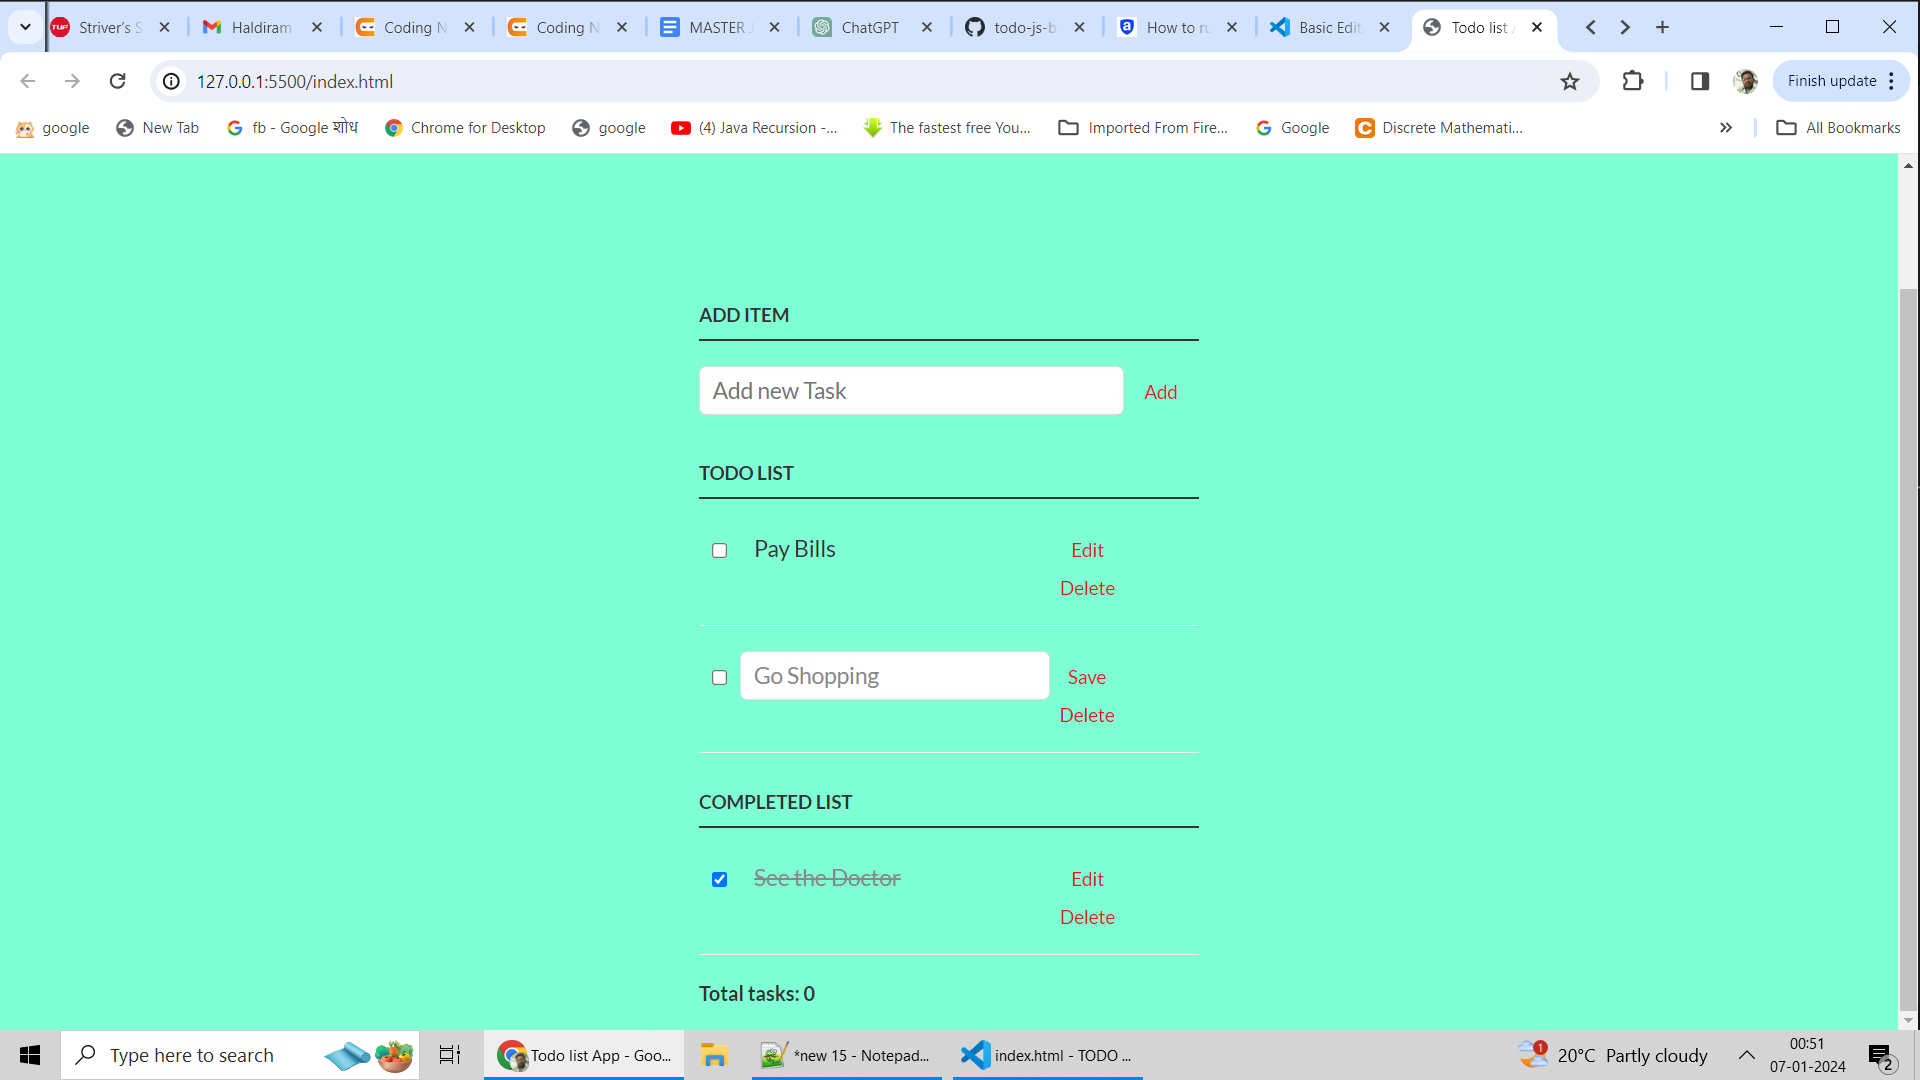 Striver's S
Haldiram
Coding N
Coding N
MASTER J
ChatGPT
todo-js-b
How to ru
Basic Edit
Todo list A
127.0.0.1:5500/index.html
Finish update
google
New Tab
fb - Google शोध
Chrome for Desktop
google
(4) Java Recursion -...
The fastest free You...
Imported From Fire...
Google
Discrete Mathemati...
All Bookmarks
ADD ITEM
Add new Task
Add
TODO LIST
Pay Bills
Edit
Delete
Go Shopping
Save
Delete
COMPLETED LIST
See the Doctor
Edit
Delete
Total tasks: 0
Type here to search
Todo list App - Goo...
*new 15 - Notepad...
index.html - TODO ...
1
20°C Partly cloudy
00:51
07-01-2024
2